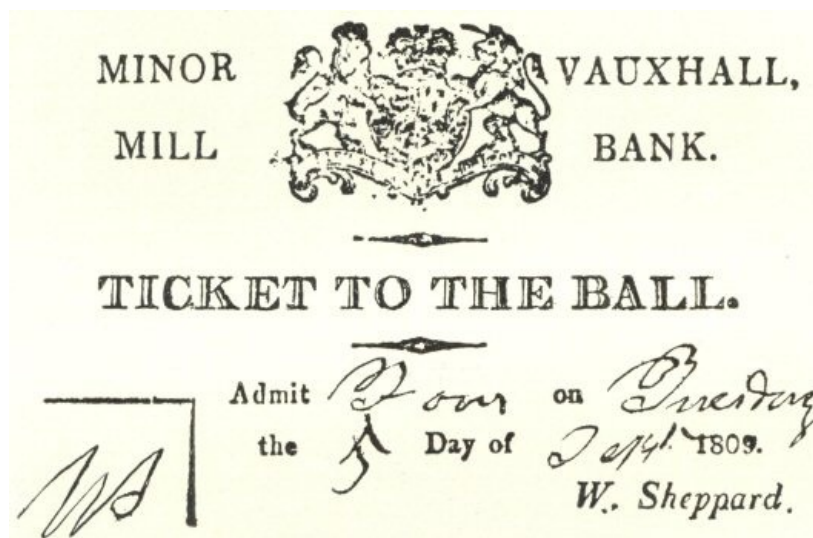 MINOR VAUXHALL,
MILL BANK.
TICKET TO THE BALL.
Admit Four on Tuesday
the 5 Day of Sept. 1809.
W. Sheppard.
WS